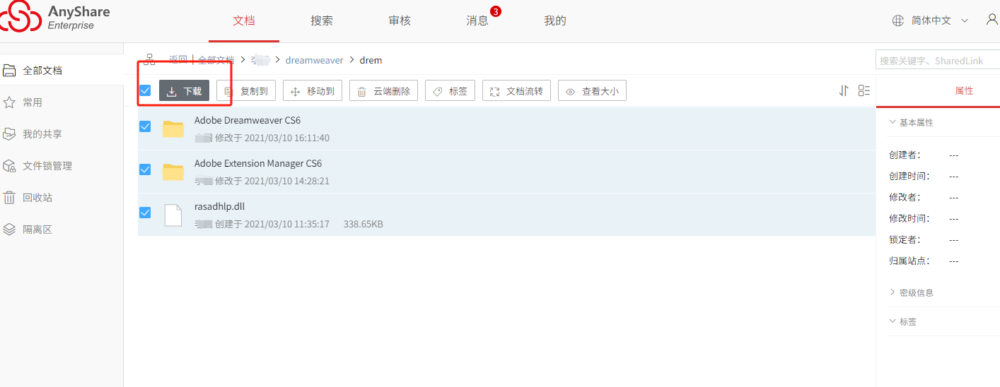 AnyShare
Enterprise
文档 搜索 审核 消息 3 我的 简体中文
返回 | 全部文档 > > dreamweaver > drem
搜索关键字、SharedLink
全部文档
常用
我的共享
文件锁管理
回收站
隔离区
下载 复制到 移动到 云端删除 标签 文档流转 查看大小
Adobe Dreamweaver CS6
修改于 2021/03/10 16:11:40
Adobe Extension Manager CS6
修改于 2021/03/10 14:28:21
rasadhlp.dll
创建于 2021/03/10 11:35:17 338.65KB
属性
基本属性
创建者: ---
创建时间: ---
修改者: ---
修改时间: ---
锁定者: ---
归属站点: ---
密级信息
标签